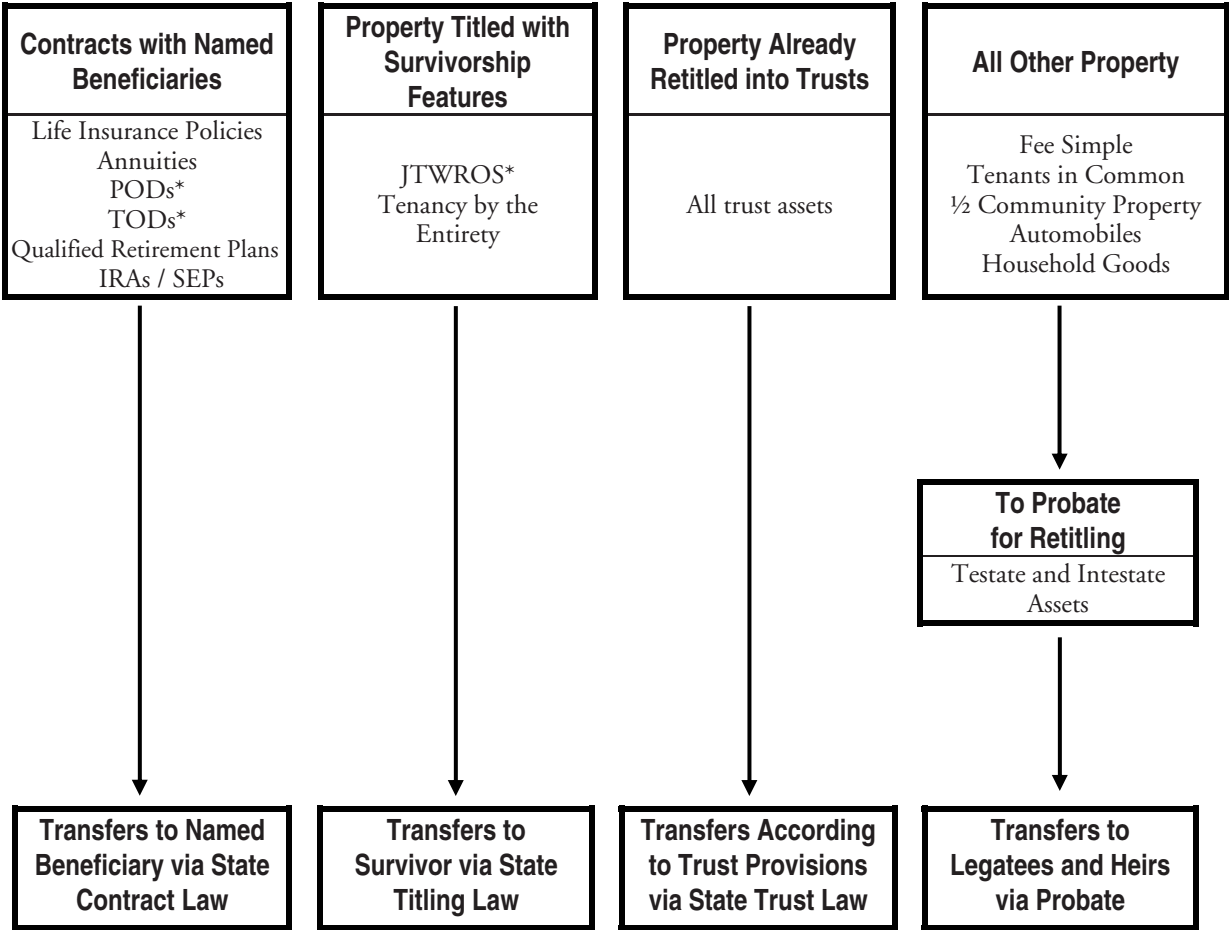 Contracts with Named
Beneficiaries
Life Insurance Policies
Annuities
PODs*
TODs*
Qualified Retirement Plans
IRAs / SEPs
Property Titled with
Survivorship
Features
JTWROS*
Tenancy by the
Entirety
Property Already
Retitled into Trusts
All trust assets
All Other Property
Fee Simple
Tenants in Common
½ Community Property
Automobiles
Household Goods
To Probate
for Retitling
Testate and Intestate
Assets
Transfers to Named
Beneficiary via State
Contract Law
Transfers to
Survivor via State
Titling Law
Transfers According
to Trust Provisions
via State Trust Law
Transfers to
Legatees and Heirs
via Probate